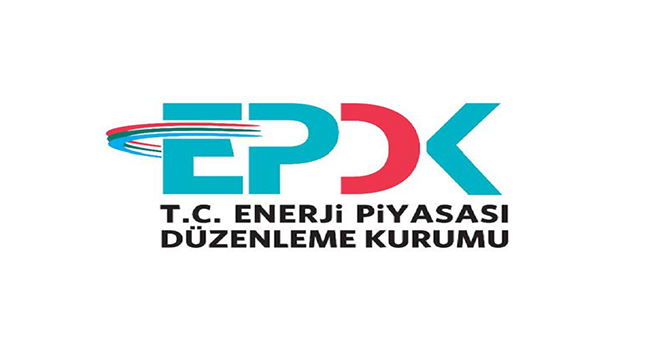 EPDK
T.C. ENERJİ PİYASASI
DÜZENLEME KURUMU